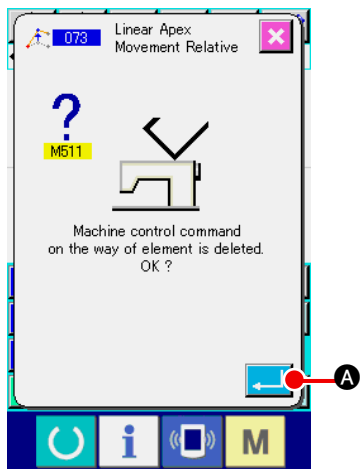 073 Linear Apex
Movement Relative
?
M511
Machine control command
on the way of element is deleted.
OK ?
A
i
M